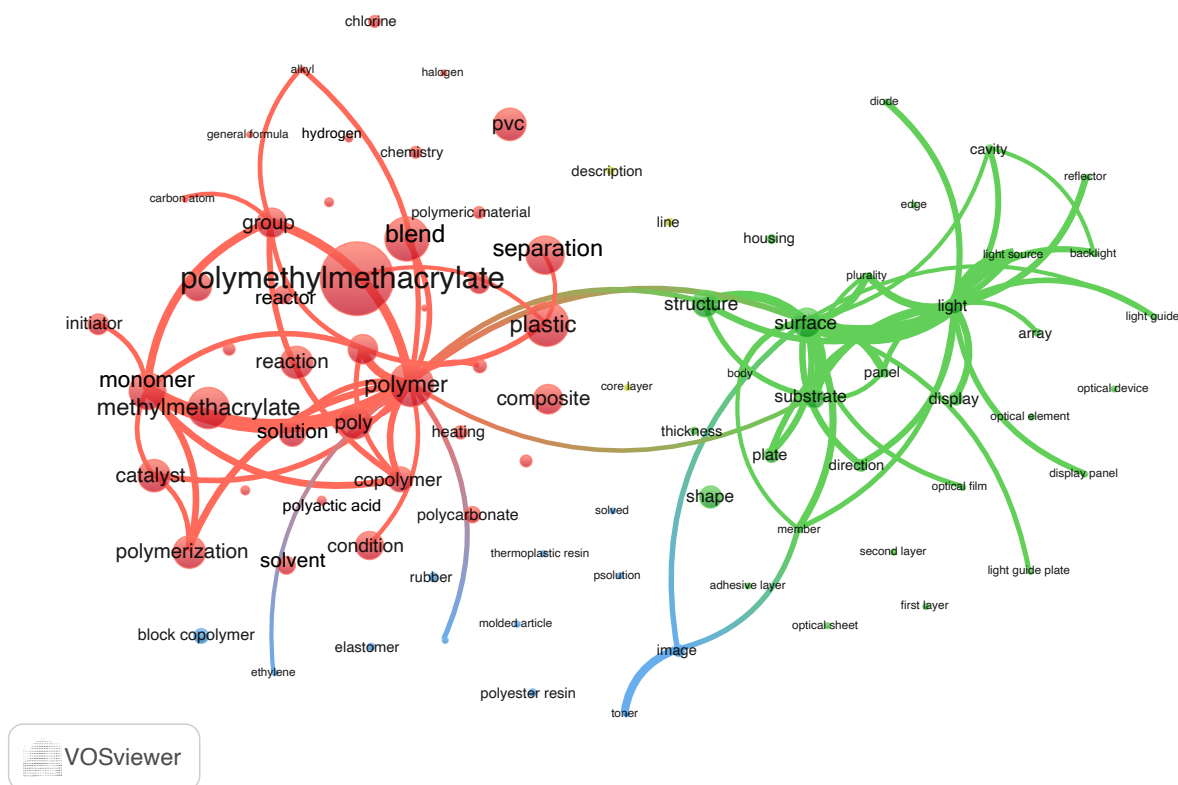 chlorine
alkyl
halogen
diode
pvc
general formula
hydrogen
chemistry
cavity
description
reflector
carbon atom
edge
group
polymeric material
line
blend
housing
separation
light source
backlight
polymethylmethacrylate
plurality
reactor
structure
light
light guide
initiator
plastic
surface
array
reaction
body
panel
monomer
polymer
core layer
optical device
methylmethacrylate
composite
substrate
display
optical element
solution
poly
heating
thickness
plate
direction
catalyst
copolymer
display panel
optical film
shape
polyactic acid
polycarbonate
solved
member
polymerization
condition
thermoplastic resin
second layer
solvent
rubber
psolution
adhesive layer
light guide plate
first layer
block copolymer
molded article
optical sheet
elastomer
image
ethylene
polyester resin
toner
VOSviewer